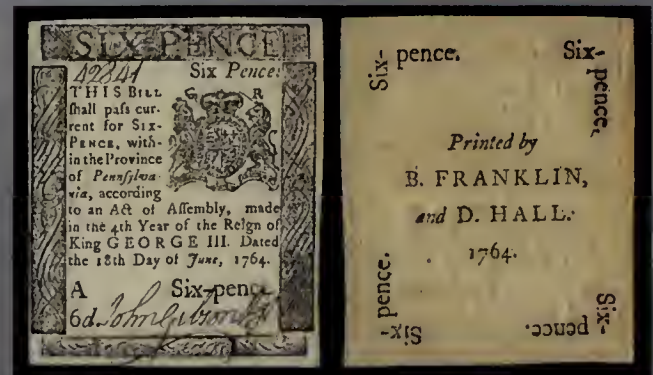 SIX-PENCE
42841
Six Pence.
G R
THIS BILL
ſhall paſs cur-
rent for SIX-
PENCE, with-
in the Province
of Pennſylva-
nia, according
to an Act of Aſſembly, made
in the 4th Year of the Reign of
King GEORGE III. Dated
the 18th Day of June, 1764.
A Six-pence
6d. John Gibson
Six-pence.
Six-pence,
Printed by
B. FRANKLIN,
and D. HALL.
1764.
Six-pence.
Six-pence.